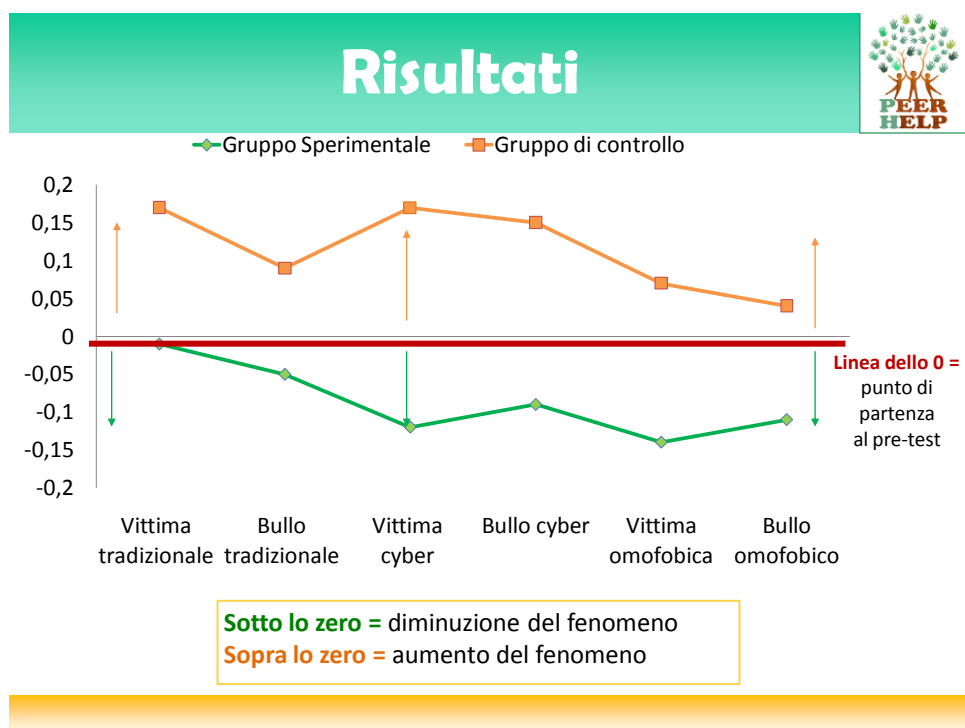 Risultati
PEER
HELP
Gruppo Sperimentale
Gruppo di controllo
0,2
0,15
0,1
0,05
0
-0,05
-0,1
-0,15
-0,2
Linea dello 0 =
punto di
partenza
al pre-test
Vittima
tradizionale
Bullo
tradizionale
Vittima
cyber
Bullo cyber
Vittima
omofobica
Bullo
omofobico
Sotto lo zero = diminuzione del fenomeno
Sopra lo zero = aumento del fenomeno